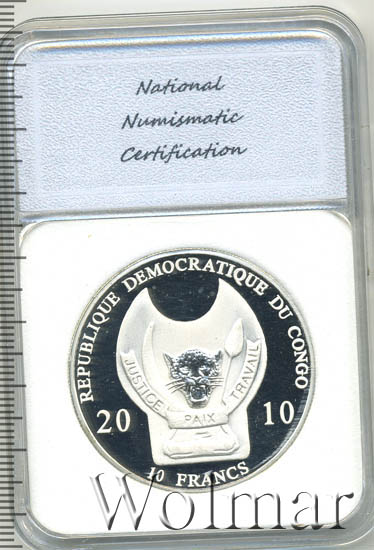 National
Numismatic
Certification
REPUBLIQUE DEMOCRATIQUE DU CONGO
JUSTICE PAIX TRAVAIL
20 10
10 FRANCS
Wolmar